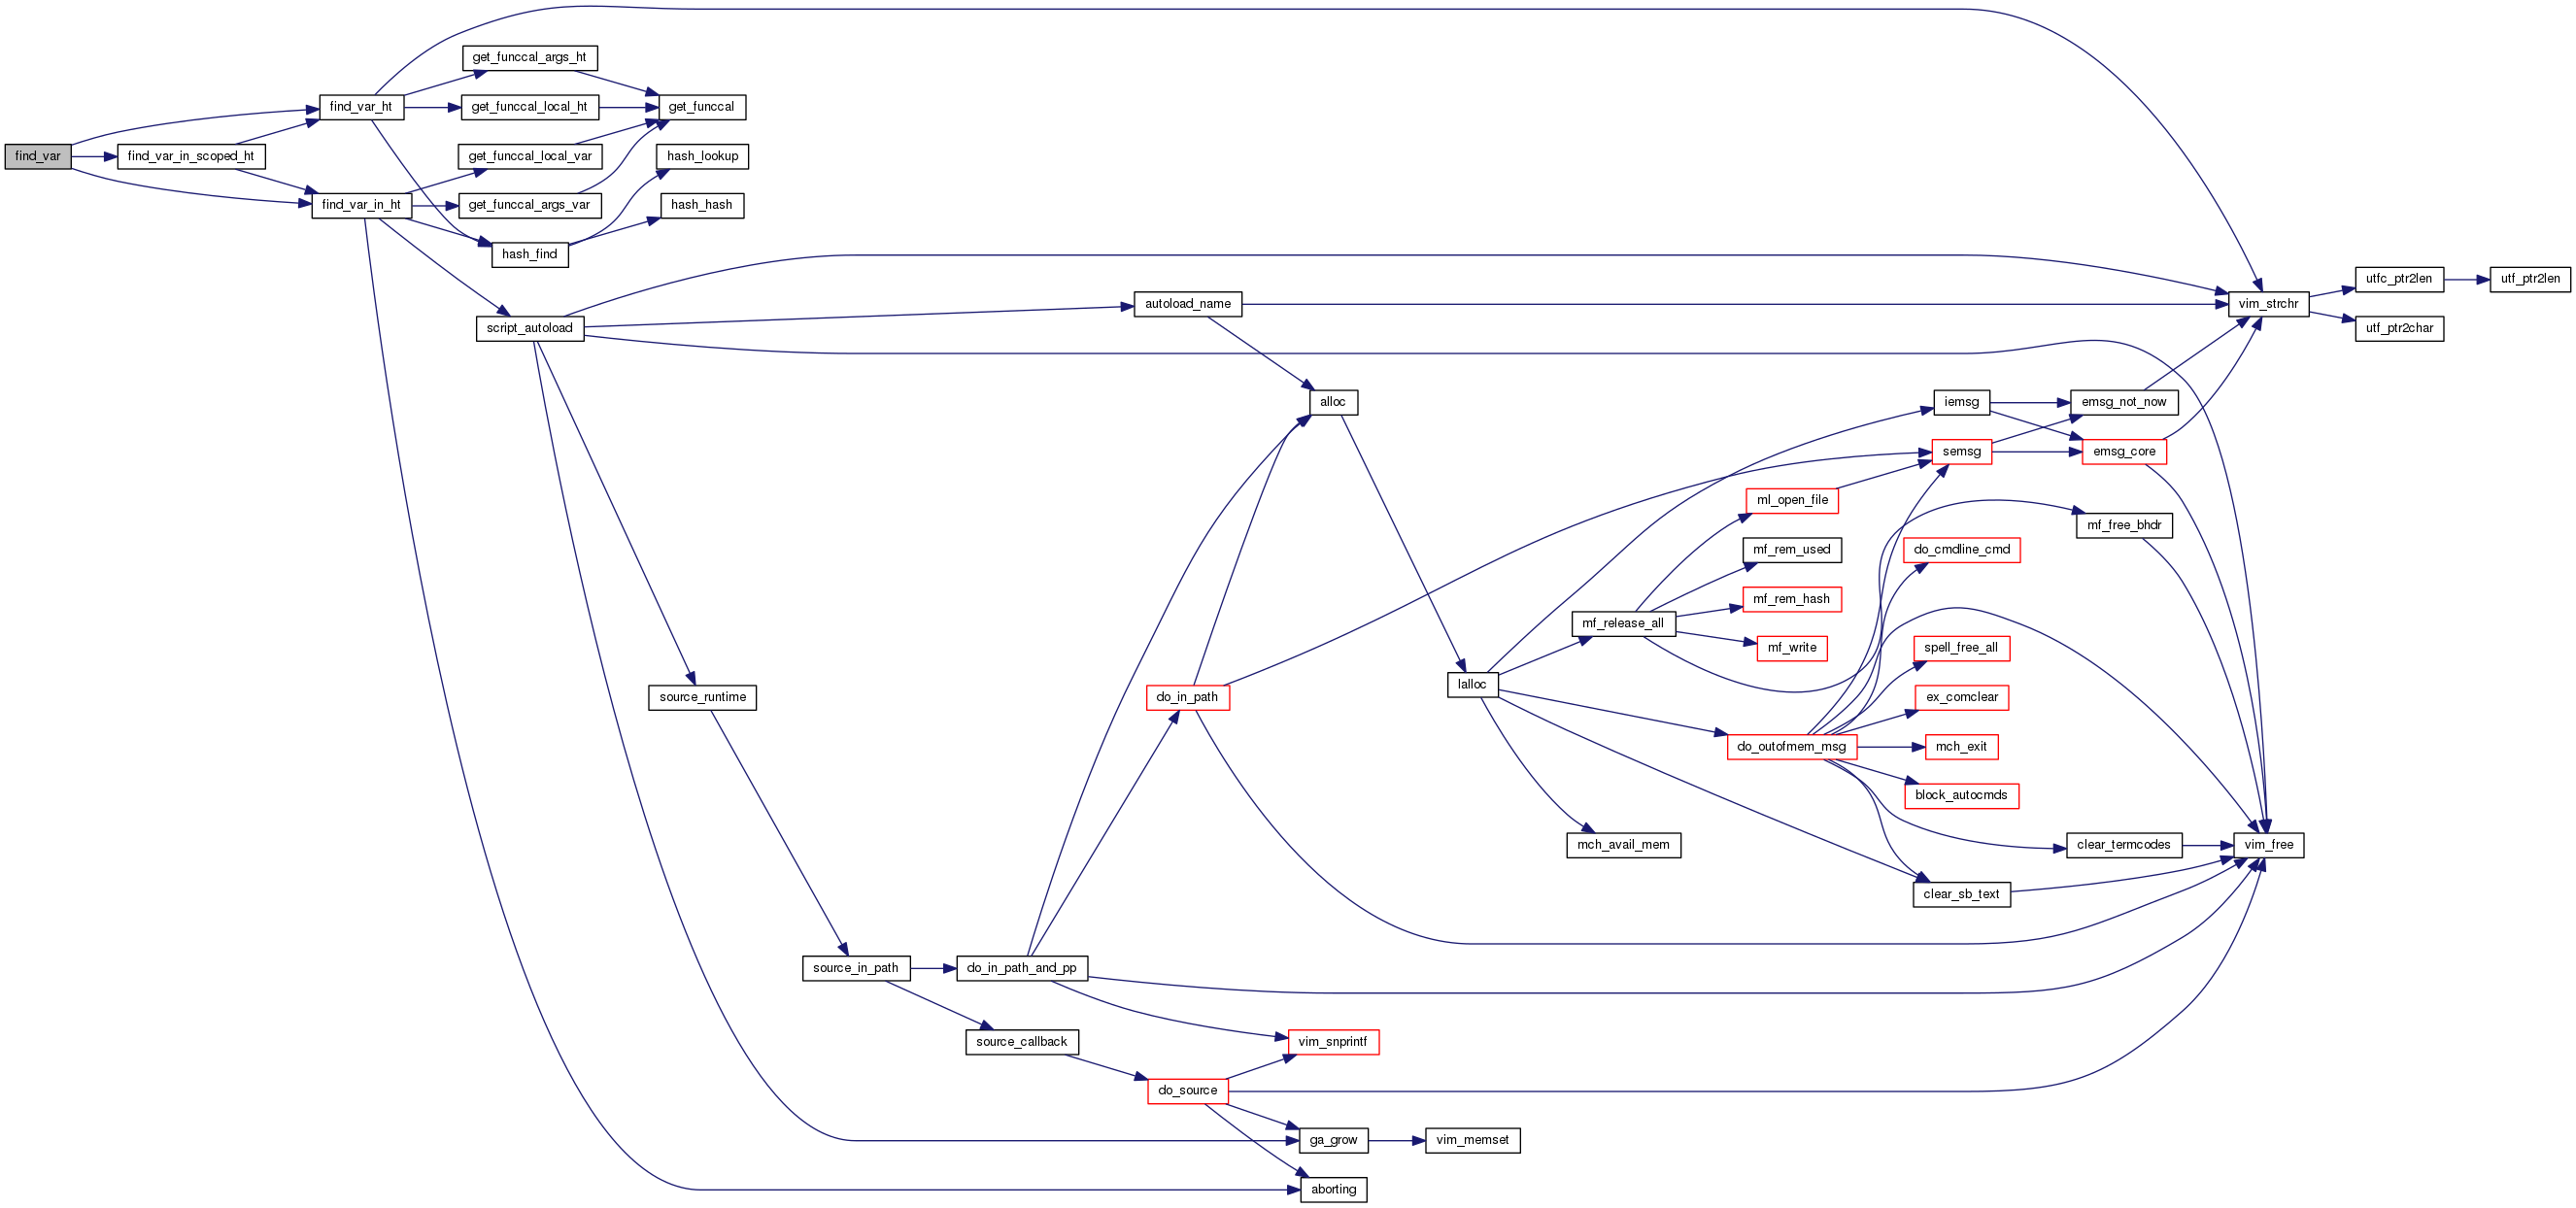 find_var
find_var_ht
find_var_in_scoped_ht
find_var_in_ht
get_funccal_args_ht
get_funccal_local_ht
get_funccal_local_var
get_funccal_args_var
hash_find
script_autoload
get_funccal
hash_lookup
hash_hash
source_runtime
source_in_path
do_in_path_and_pp
source_callback
autoload_name
do_in_path
do_source
alloc
vim_snprintf
ga_grow
aborting
lalloc
vim_memset
mf_release_all
mch_avail_mem
ml_open_file
mf_rem_used
mf_rem_hash
mf_write
do_outofmem_msg
iemsg
semsg
do_cmdline_cmd
spell_free_all
ex_comclear
mch_exit
block_autocmds
clear_sb_text
emsg_not_now
emsg_core
mf_free_bhdr
clear_termcodes
vim_strchr
vim_free
utfc_ptr2len
utf_ptr2char
utf_ptr2len